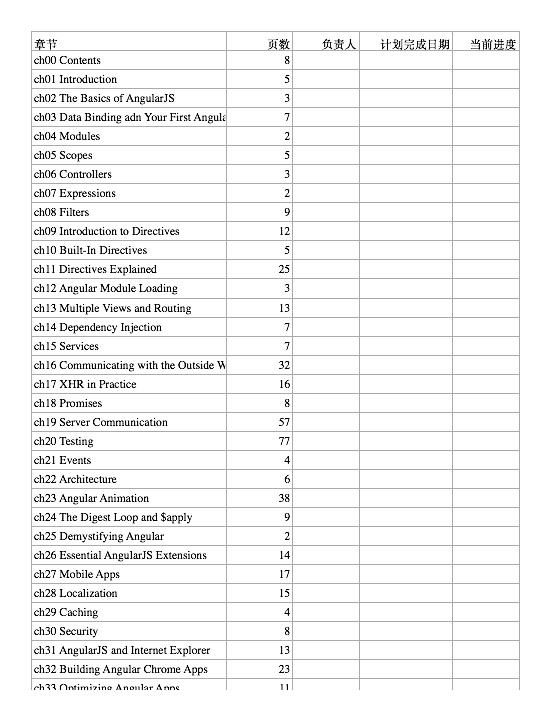 章节 页数 负责人 计划完成日期 当前进度
ch00 Contents 8
ch01 Introduction 5
ch02 The Basics of AngularJS 3
ch03 Data Binding adn Your First Angula 7
ch04 Modules 2
ch05 Scopes 5
ch06 Controllers 3
ch07 Expressions 2
ch08 Filters 9
ch09 Introduction to Directives 12
ch10 Built-In Directives 5
ch11 Directives Explained 25
ch12 Angular Module Loading 3
ch13 Multiple Views and Routing 13
ch14 Dependency Injection 7
ch15 Services 7
ch16 Communicating with the Outside W 32
ch17 XHR in Practice 16
ch18 Promises 8
ch19 Server Communication 57
ch20 Testing 77
ch21 Events 4
ch22 Architecture 6
ch23 Angular Animation 38
ch24 The Digest Loop and $apply 9
ch25 Demystifying Angular 2
ch26 Essential AngularJS Extensions 14
ch27 Mobile Apps 17
ch28 Localization 15
ch29 Caching 4
ch30 Security 8
ch31 AngularJS and Internet Explorer 13
ch32 Building Angular Chrome Apps 23
ch33 Optimizing Angular Apps 11